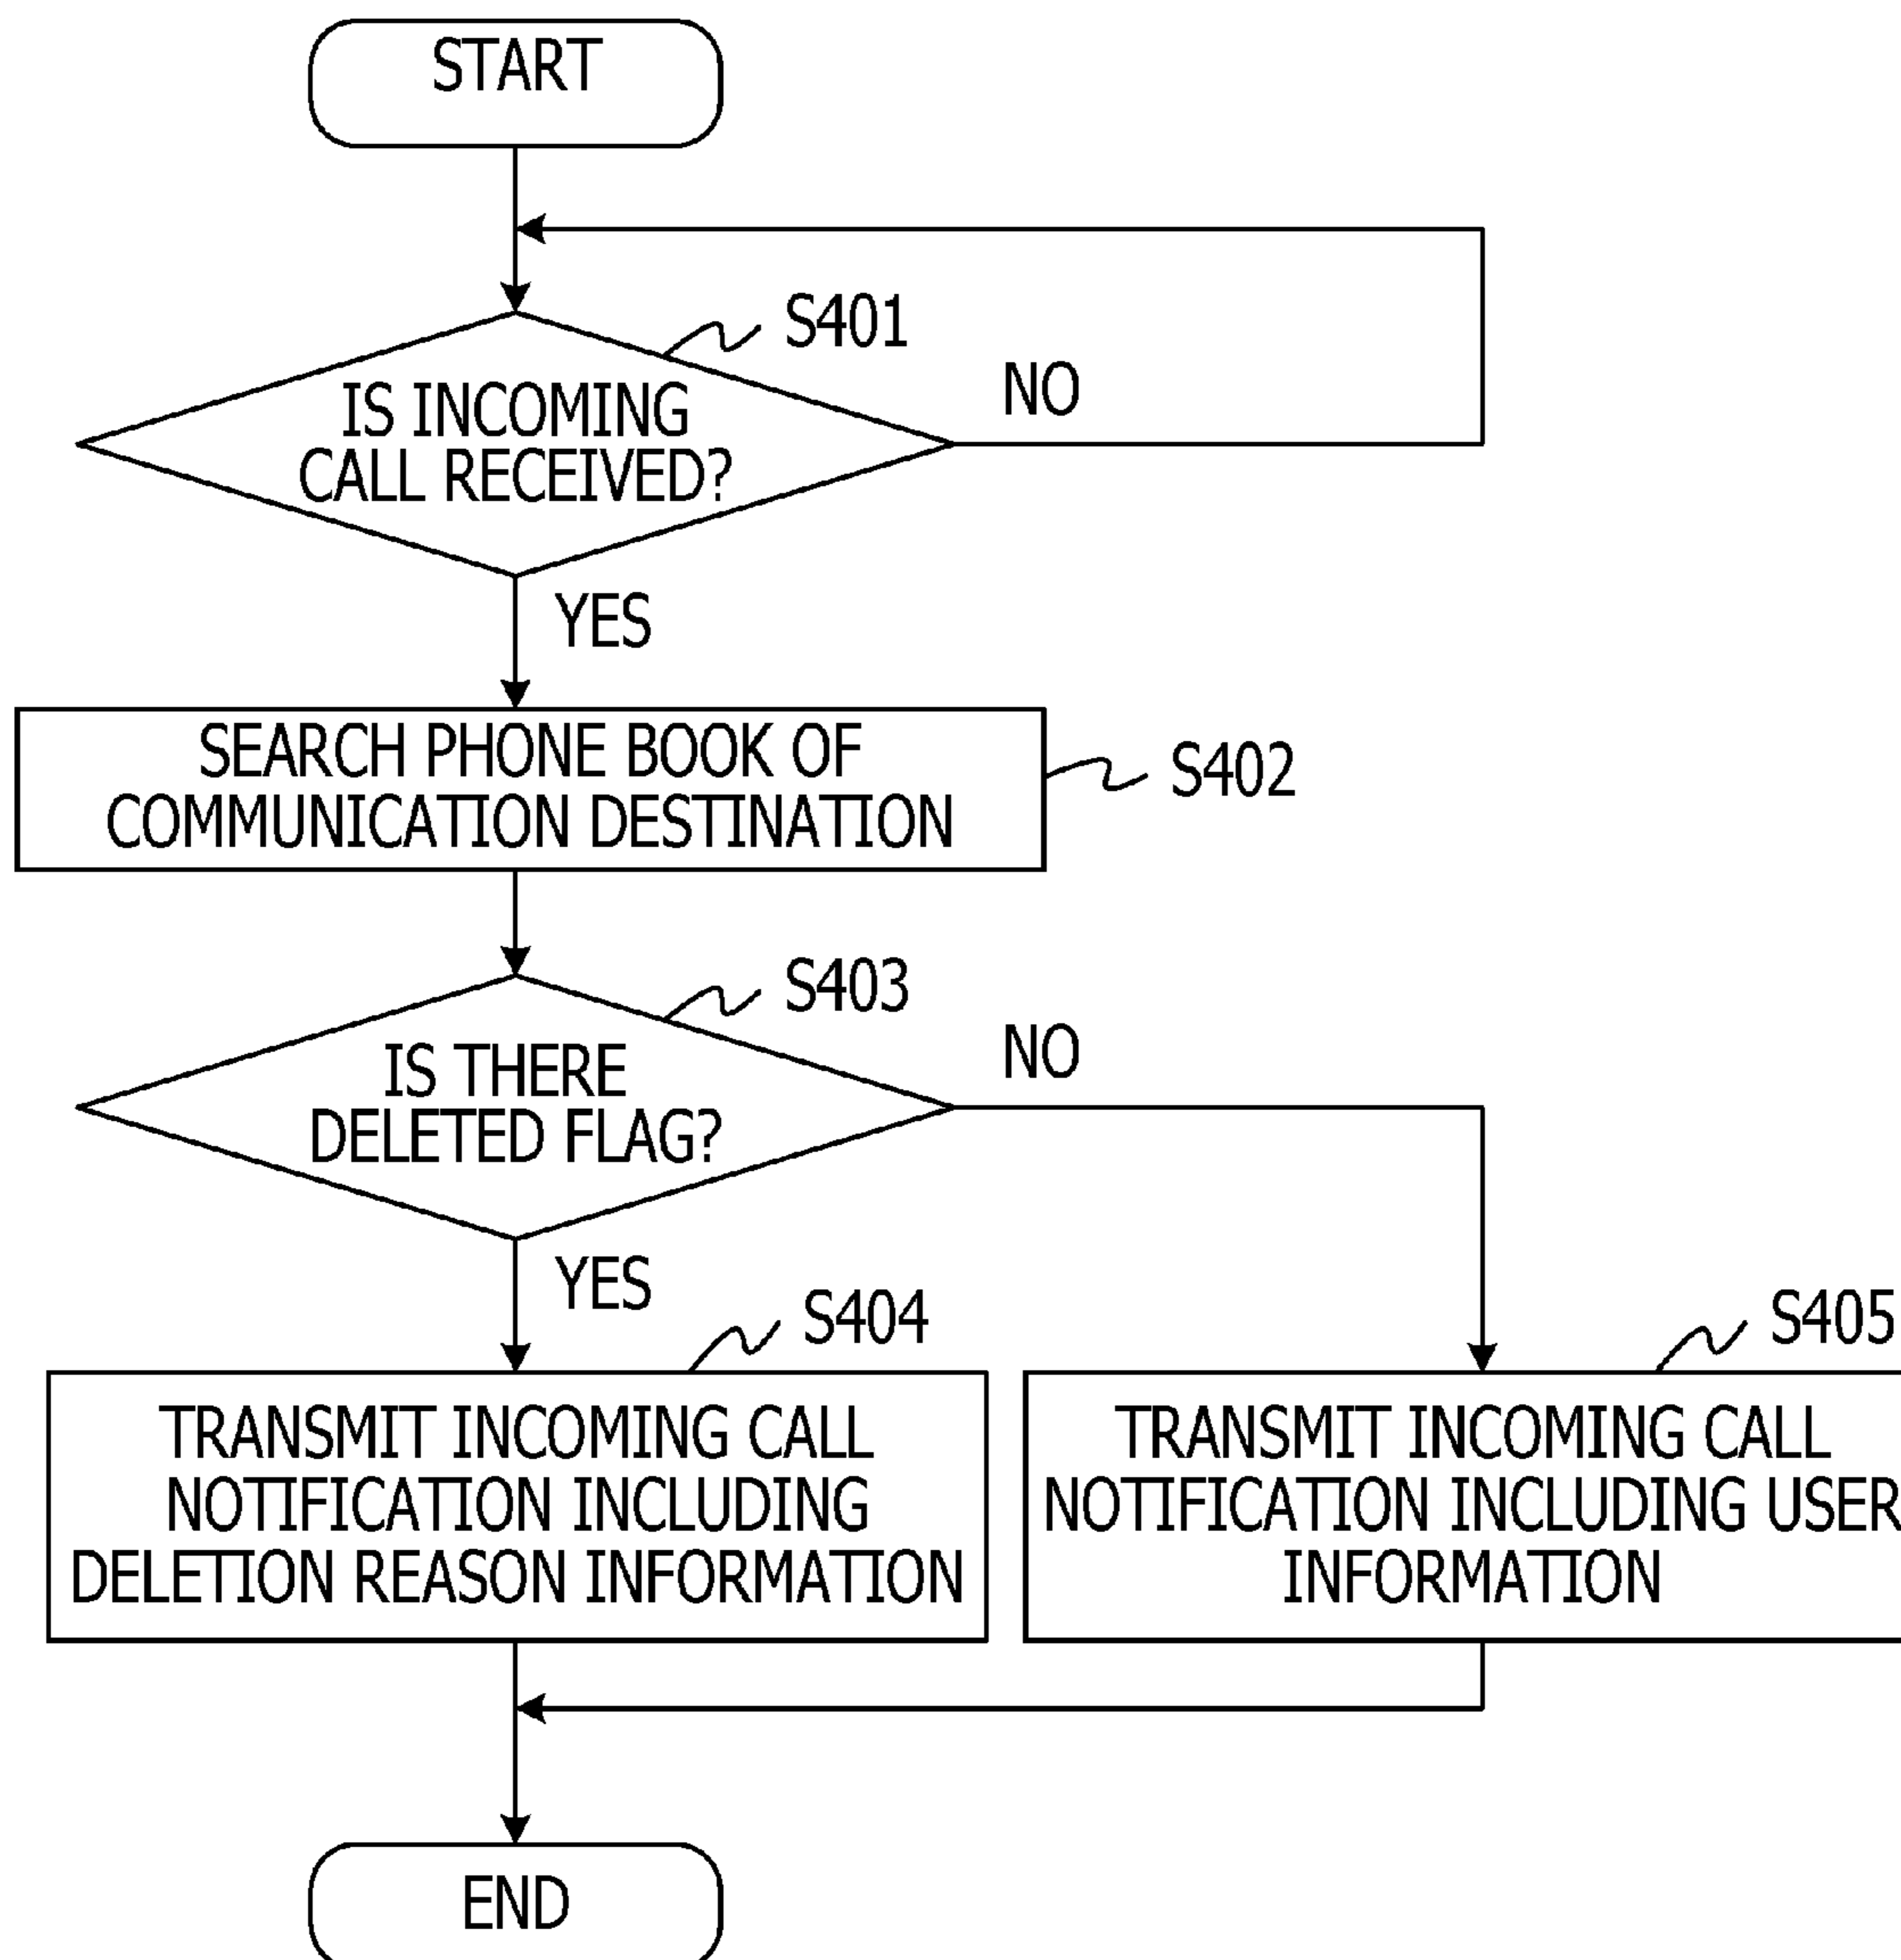 START
S401
IS INCOMING
CALL RECEIVED?
NO
YES
SEARCH PHONE BOOK OF
COMMUNICATION DESTINATION
S402
S403
IS THERE
DELETED FLAG?
NO
YES
S404
TRANSMIT INCOMING CALL
NOTIFICATION INCLUDING
DELETION REASON INFORMATION
S405
TRANSMIT INCOMING CALL
NOTIFICATION INCLUDING USER
INFORMATION
END